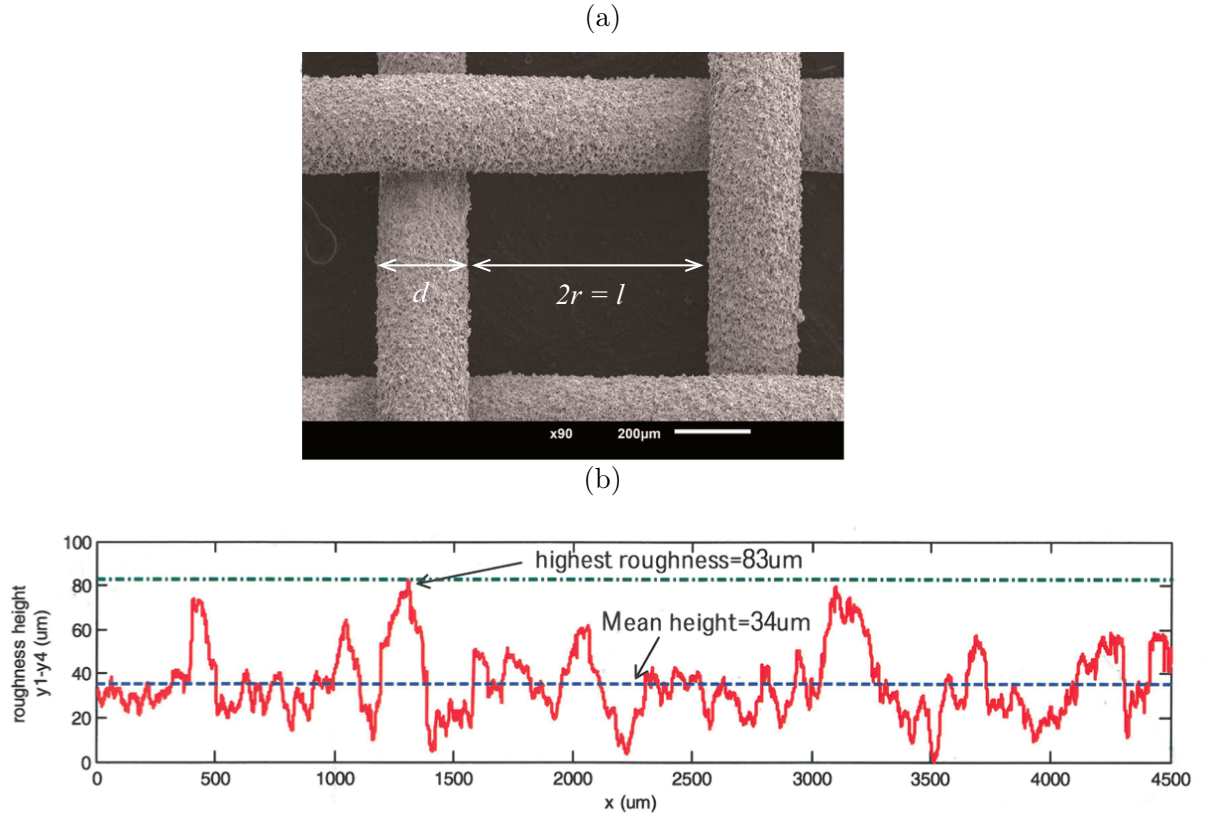 (a)
d
2r = l
x90 200µm
(b)
100
80
60
40
20
0
roughness height
y1-y4 (um)
highest roughness=83um
Mean height=34um
0 500 1000 1500 2000 2500 3000 3500 4000 4500
x (um)